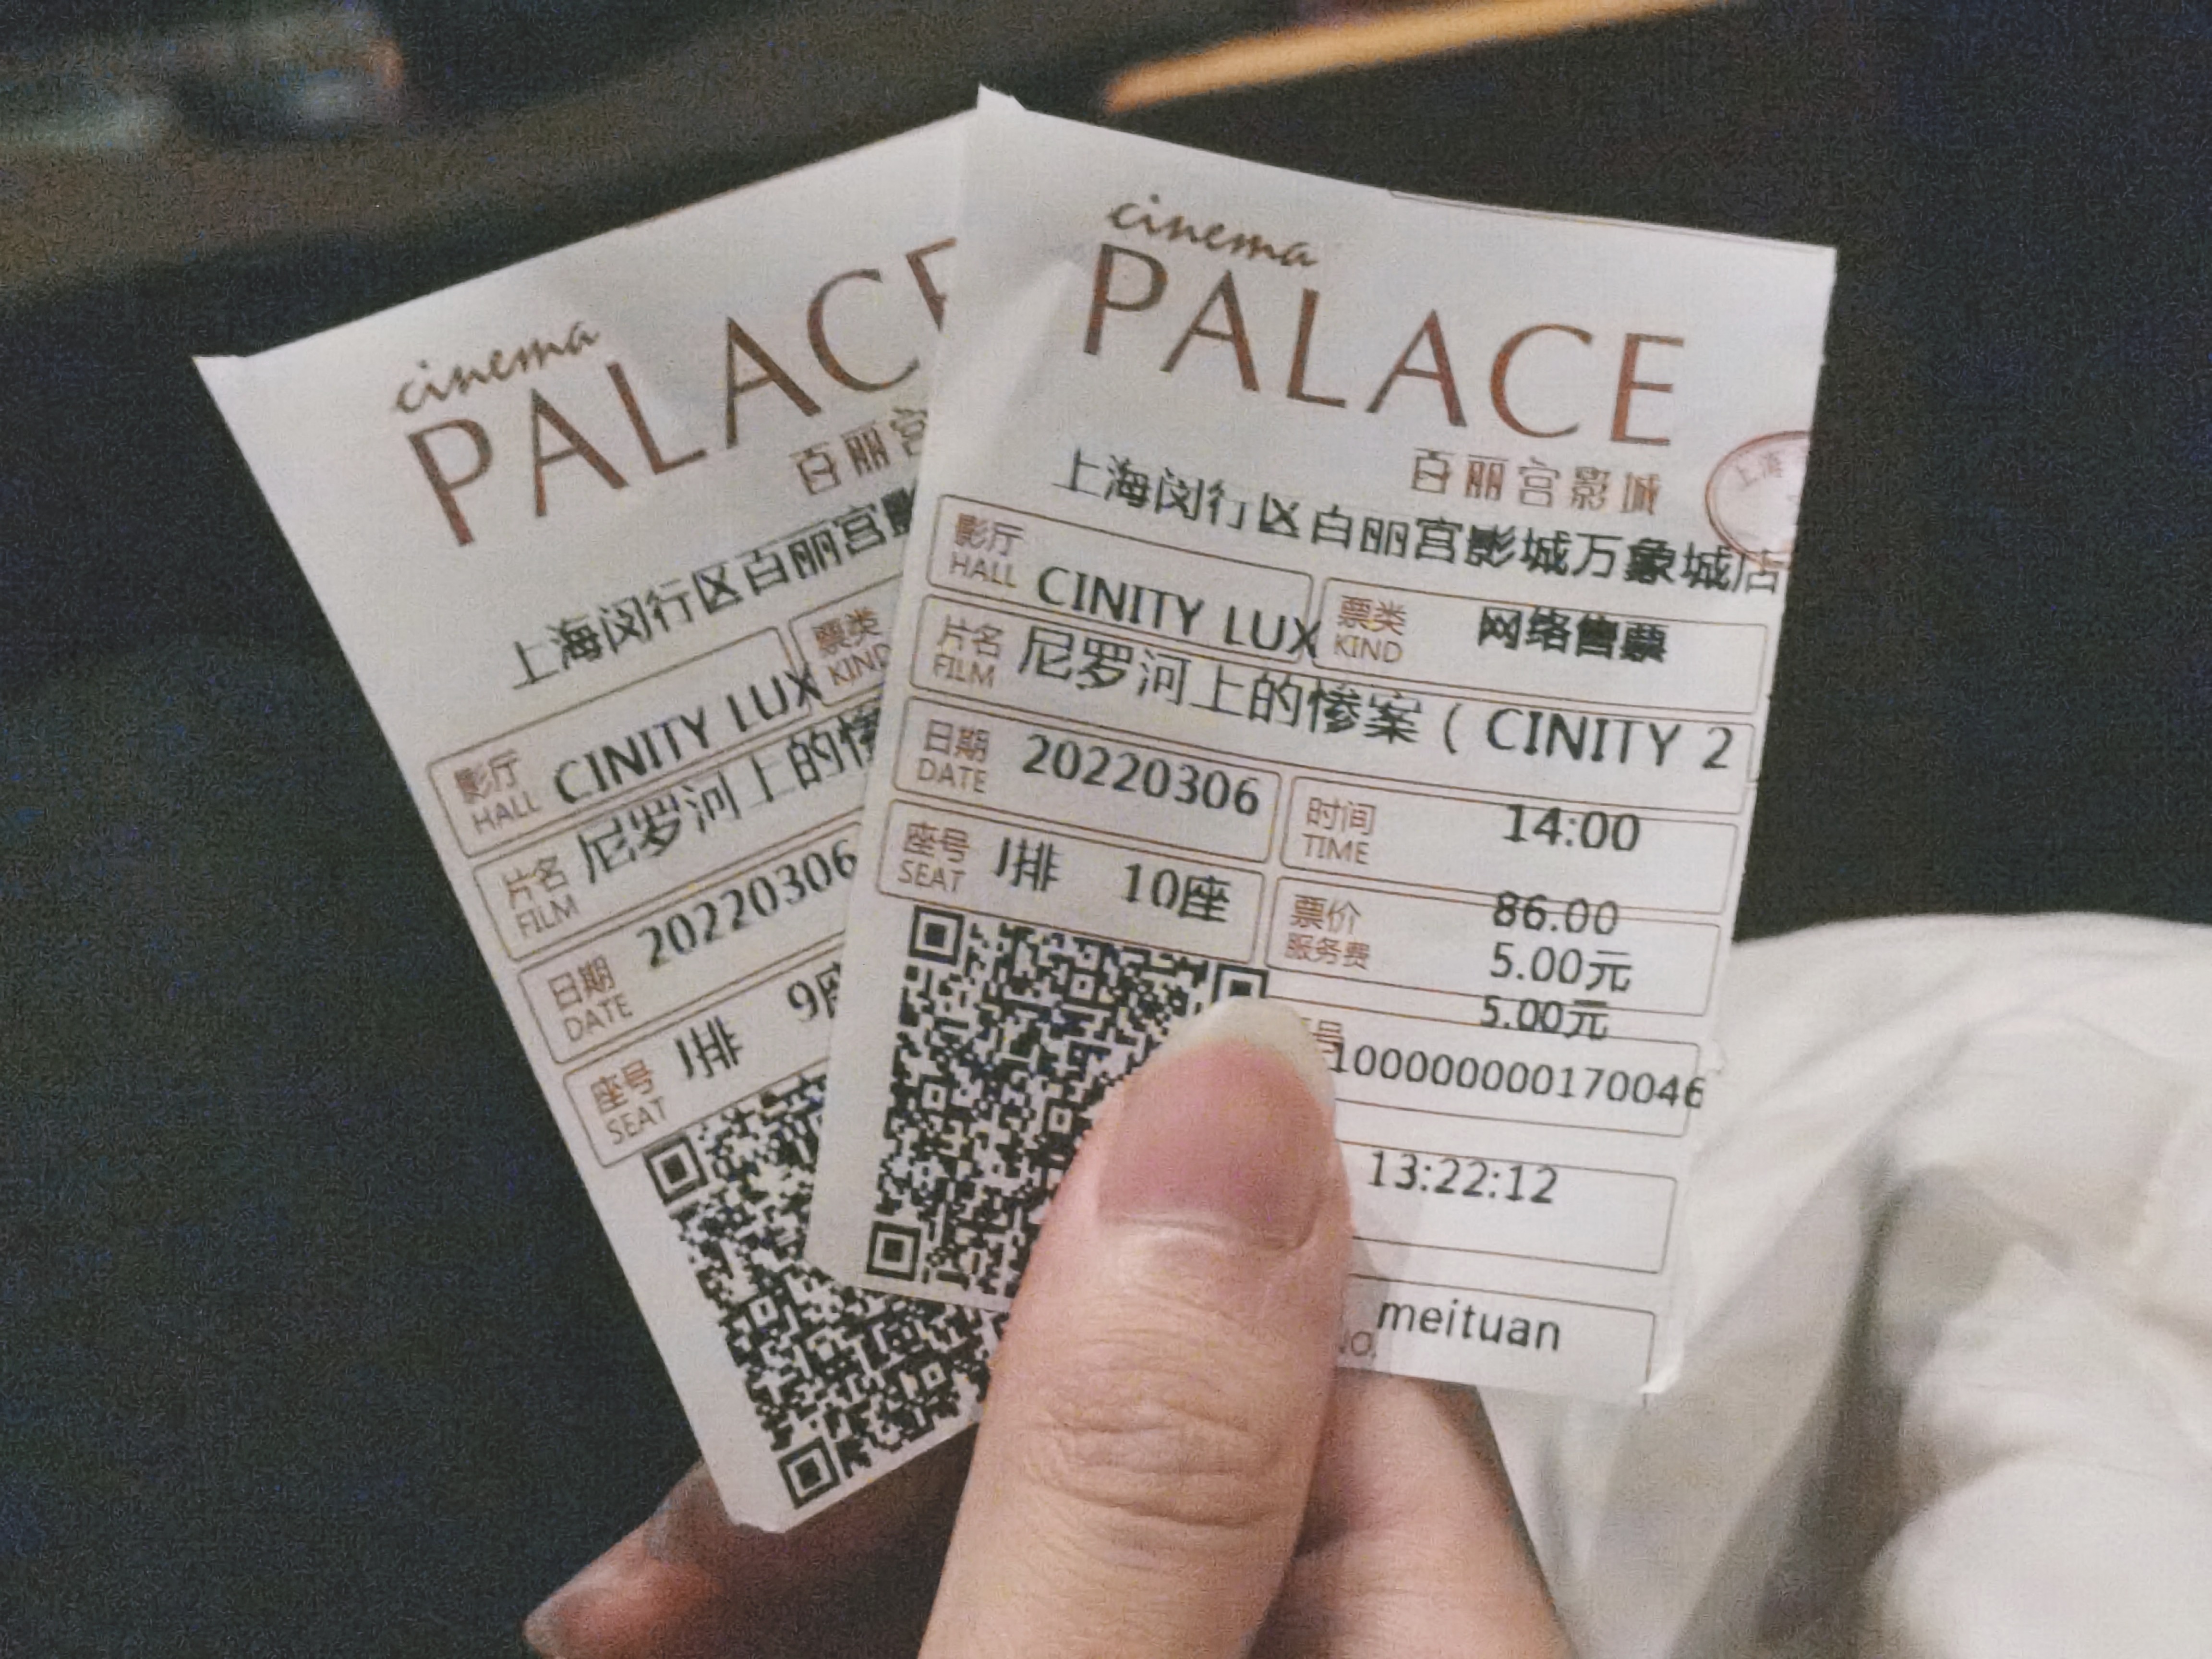 cinema
PALACE
百丽宫影城
上海
上海闵行区百丽宫影城万象城店
影厅 HALL CINITY LUX 票类 KIND 网络售票
片名 FILM 尼罗河上的惨案 ( CINITY 2
日期 DATE 20220306 时间 TIME 14:00
座号 SEAT J排 10座 票价 86.00
服务费 5.00元
5.00元
号
100000000170046
13:22:12
NO. meituan
cinema
PALACE
百丽宫
上海闵行区百丽宫影
影厅 HALL CINITY LUX 票类 KIND
片名 FILM 尼罗河上的惨
日期 DATE 20220306
座号 SEAT J排 9座